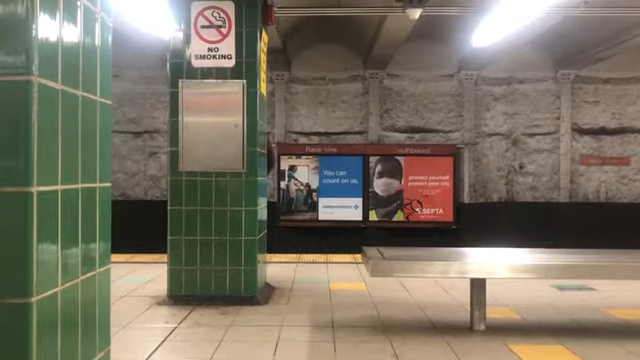 NO
SMOKING
Race-Vine
Southbound
You can
count on us.
Independence
protect yourself
protect your city
SEPTA